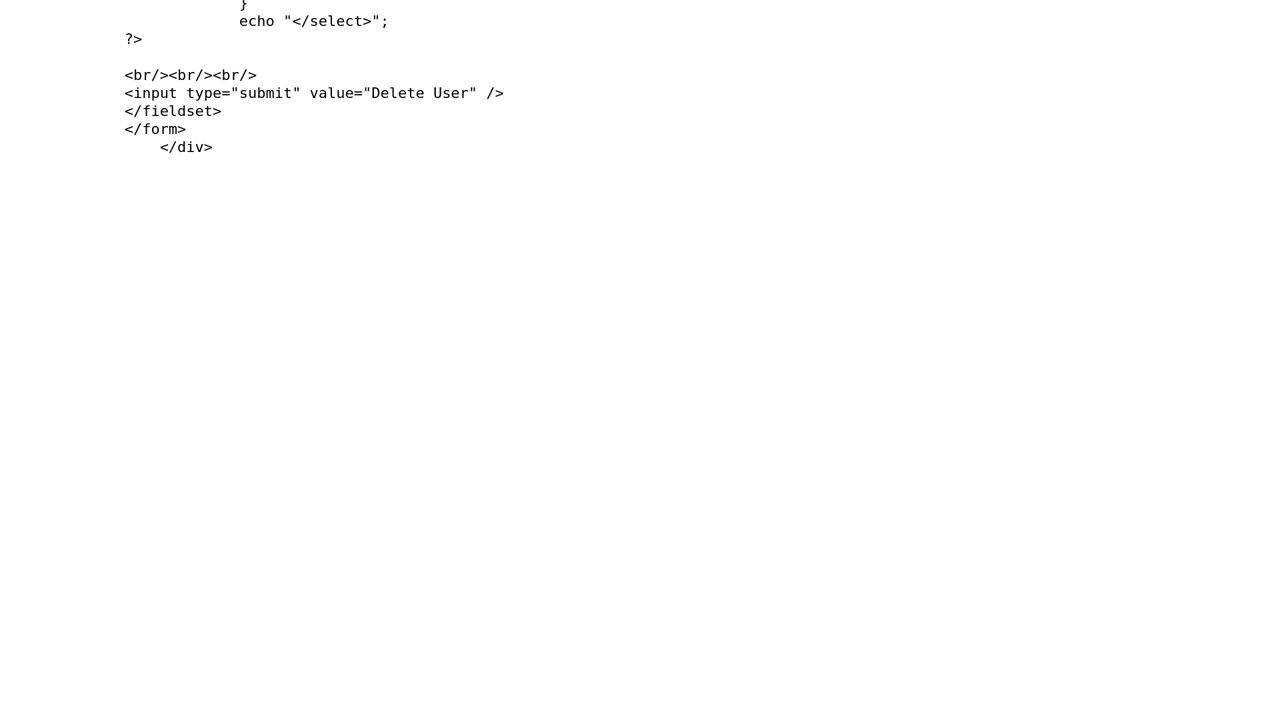 }
echo "</select>";
?>
<br/><br/><br/>
<input type="submit" value="Delete User" />
</fieldset>
</form>
</div>